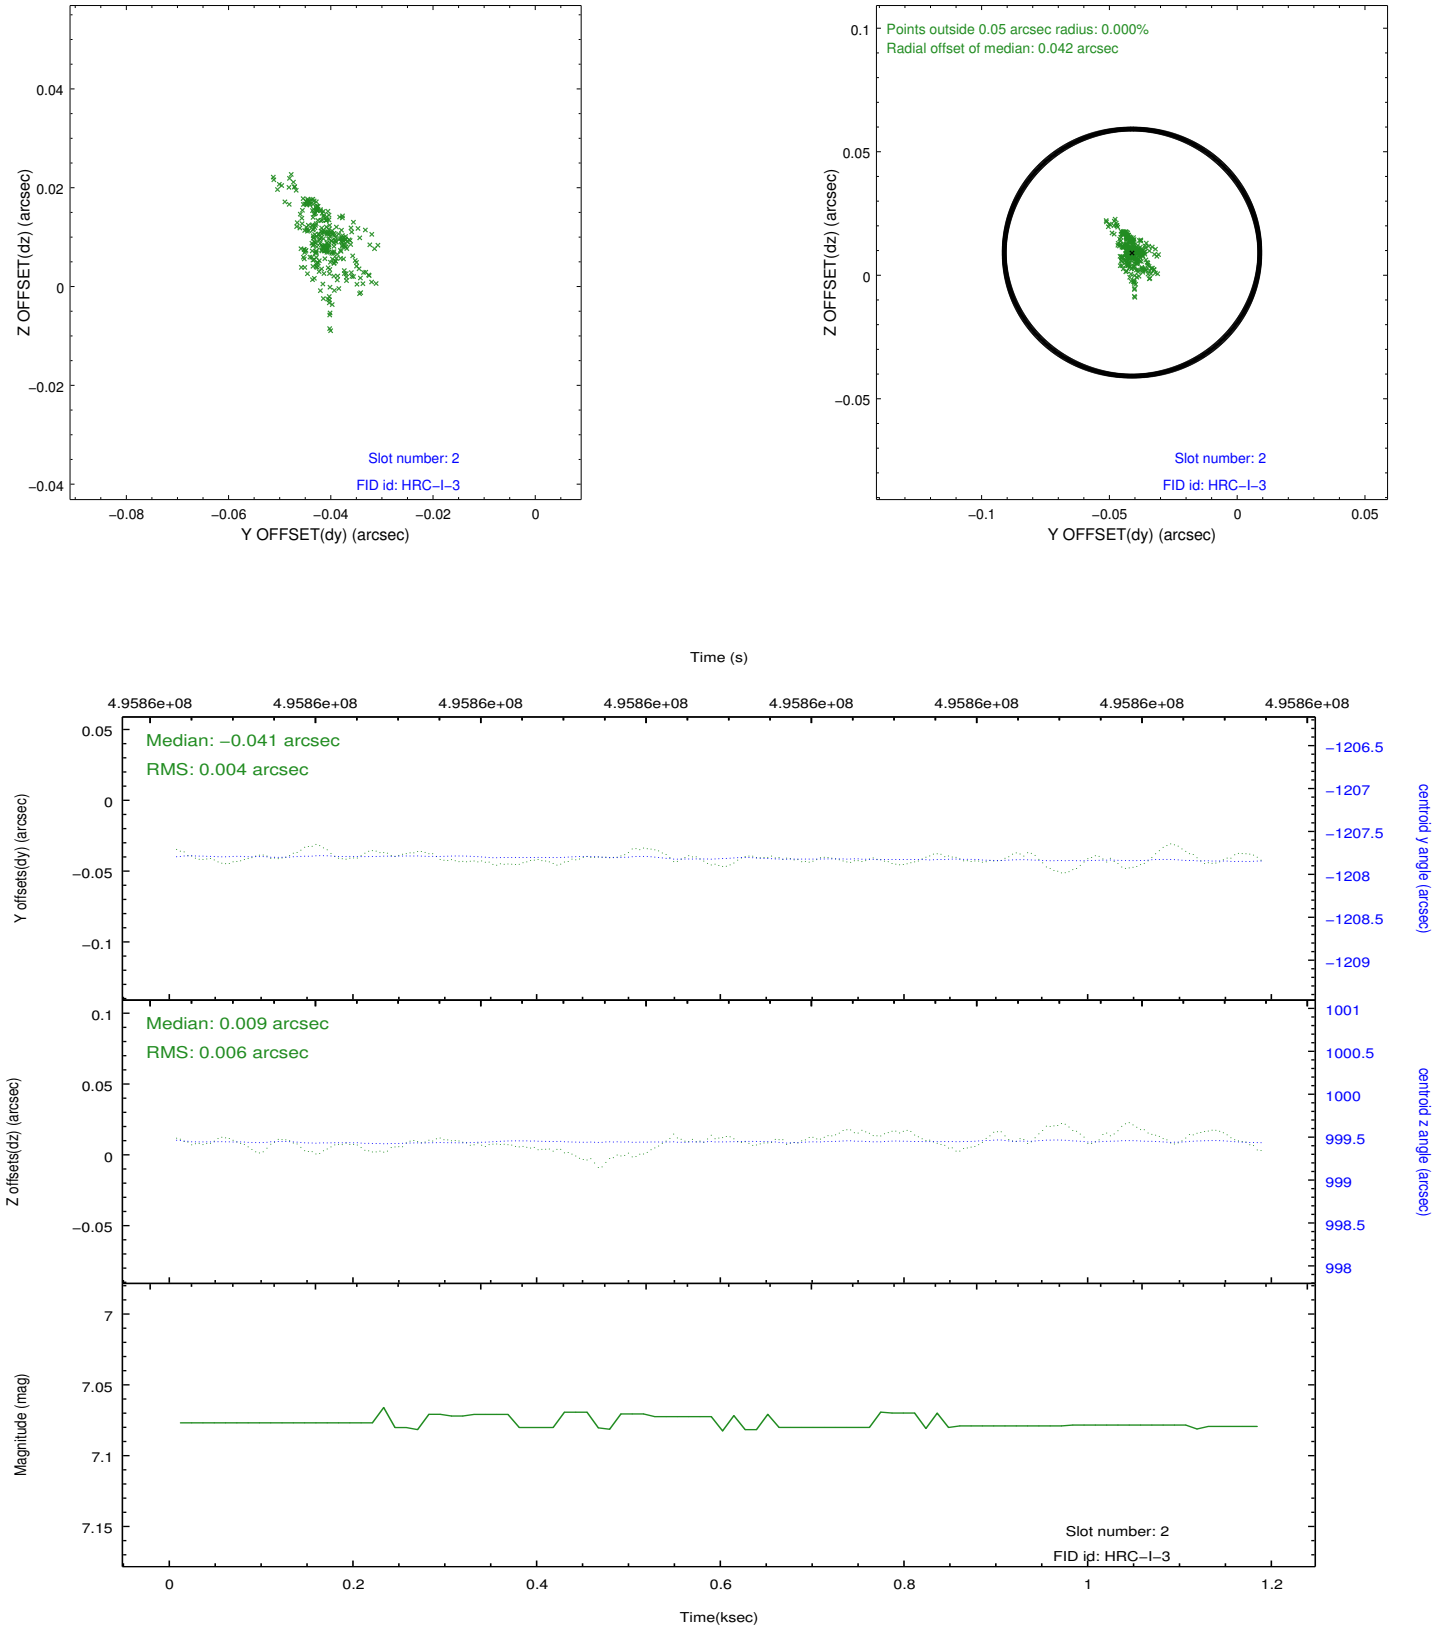 0.04
0.02
0
−0.02
−0.04
Z OFFSET(dz) (arcsec)
Slot number: 2
FID id: HRC−I−3
−0.08
−0.06
−0.04
−0.02
0
Y OFFSET(dy) (arcsec)
Points outside 0.05 arcsec radius: 0.000%
Radial offset of median: 0.042 arcsec
0.1
0.05
0
−0.05
Z OFFSET(dz) (arcsec)
Slot number: 2
FID id: HRC−I−3
−0.1
−0.05
0
0.05
Y OFFSET(dy) (arcsec)
Time (s)
4.9586e+08
4.9586e+08
4.9586e+08
4.9586e+08
4.9586e+08
4.9586e+08
4.9586e+08
4.9586e+08
Median: −0.041 arcsec
RMS: 0.004 arcsec
0.05
0
−0.05
−0.1
Y offsets(dy) (arcsec)
−1206.5
−1207
−1207.5
−1208
−1208.5
−1209
centroid y angle (arcsec)
Median: 0.009 arcsec
RMS: 0.006 arcsec
0.1
0.05
0
−0.05
Z offsets(dz) (arcsec)
1001
1000.5
1000
999.5
999
998.5
998
centroid z angle (arcsec)
7
7.05
7.1
7.15
Magnitude (mag)
Slot number: 2
FID id: HRC−I−3
0
0.2
0.4
0.6
0.8
1
1.2
Time(ksec)